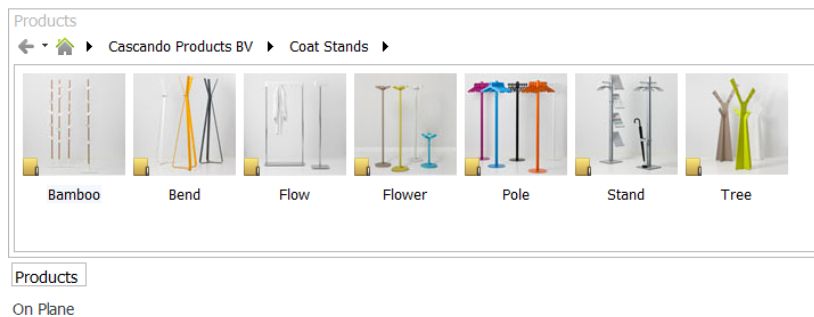 Products
Cascando Products BV Coat Stands
Bamboo Bend Flow Flower Pole Stand Tree
Products
On Plane